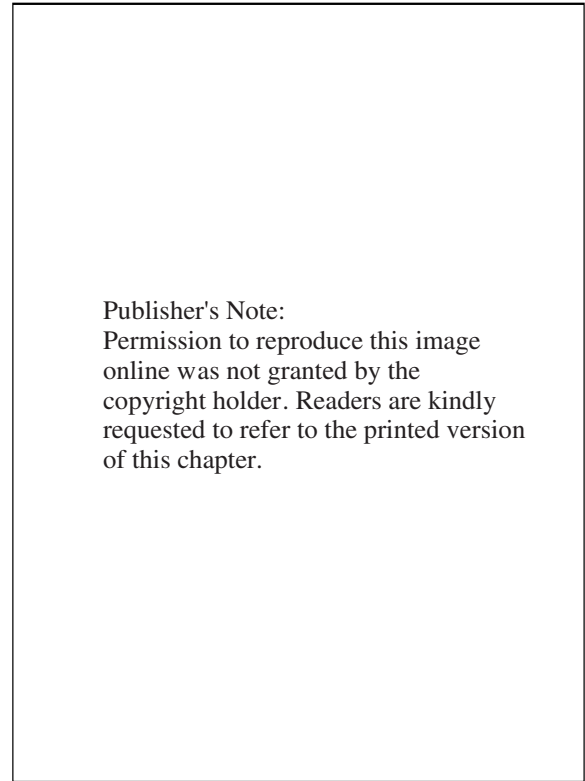 Publisher's Note:
Permission to reproduce this image
online was not granted by the
copyright holder. Readers are kindly
requested to refer to the printed version
of this chapter.